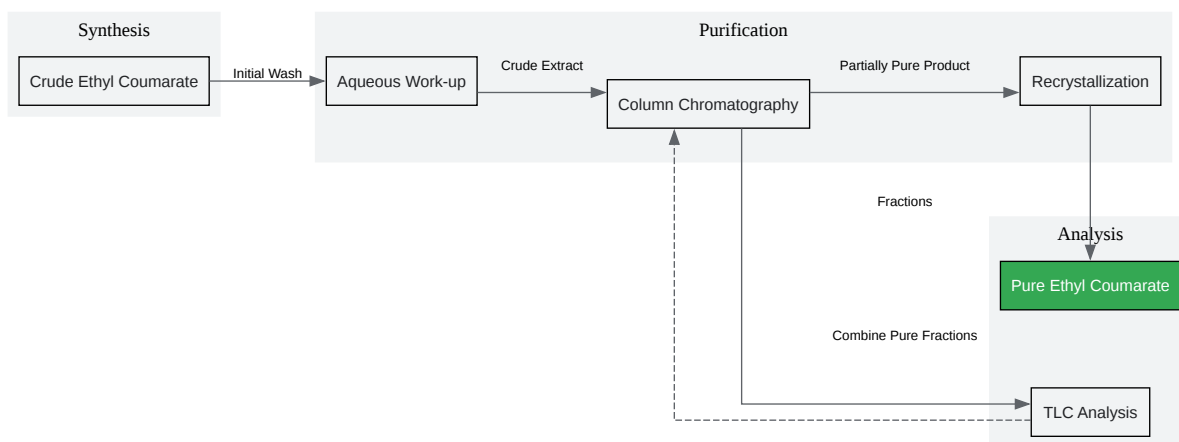 Synthesis
Purification
Crude Ethyl Coumarate
Initial Wash
Aqueous Work-up
Crude Extract
Column Chromatography
Partially Pure Product
Recrystallization
Fractions
Analysis
Pure Ethyl Coumarate
Combine Pure Fractions
TLC Analysis